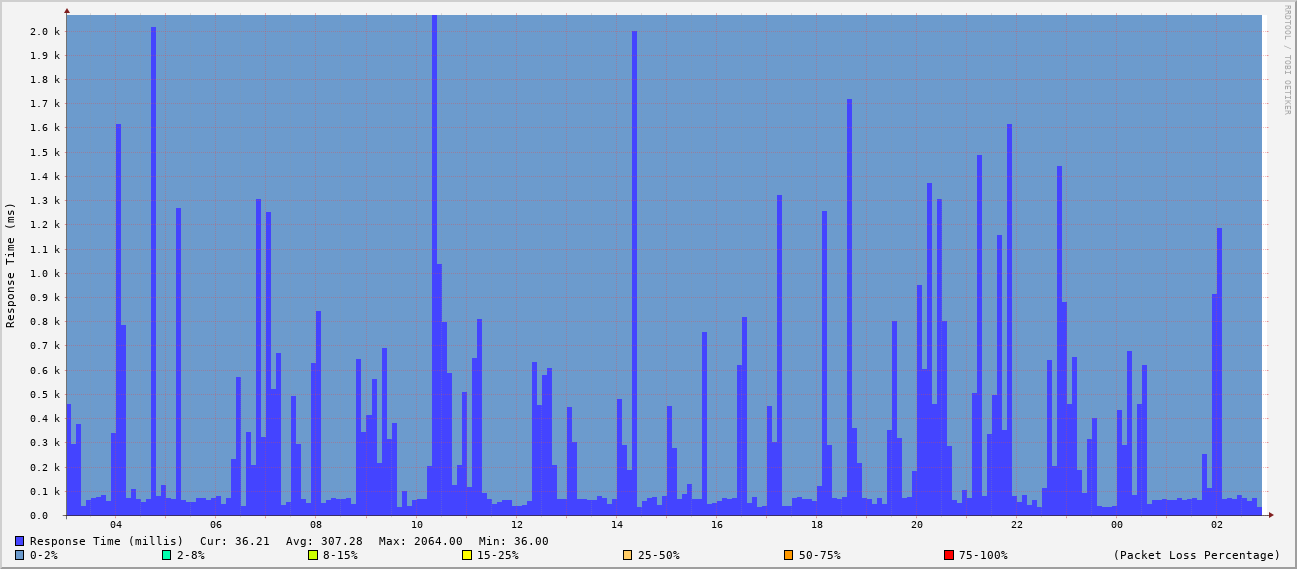 RRDTOOL / TOBI OETIKER
Response Time (ms)
2.0 k
1.9 k
1.8 k
1.7 k
1.6 k
1.5 k
1.4 k
1.3 k
1.2 k
1.1 k
1.0 k
0.9 k
0.8 k
0.7 k
0.6 k
0.5 k
0.4 k
0.3 k
0.2 k
0.1 k
0.0
04 06 08 10 12 14 16 18 20 22 00 02
Response Time (millis) Cur: 36.21 Avg: 307.28 Max: 2064.00 Min: 36.00
0-2% 2-8% 8-15% 15-25% 25-50% 50-75% 75-100% (Packet Loss Percentage)